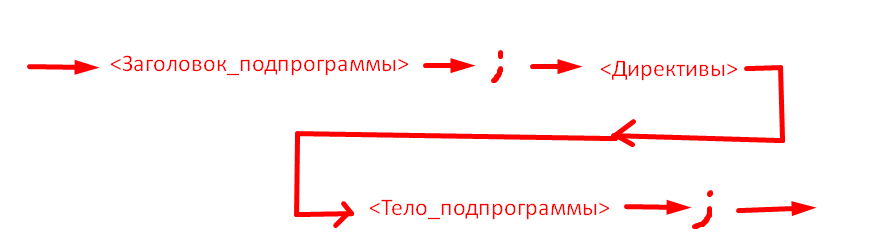 <Заголовок_подпрограммы> ; <Директивы>
<Тело_подпрограммы> ;